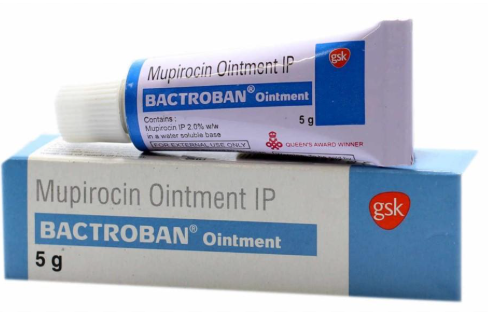 Mupirocin Ointment IP
BACTROBAN® Ointment
Contains :
Mupirocin IP 2.0% w/w
in a water soluble base
FOR EXTERNAL USE ONLY
5 g
QUEEN'S AWARD WINNER
gsk
Mupirocin Ointment IP
BACTROBAN® Ointment
5 g
gsk